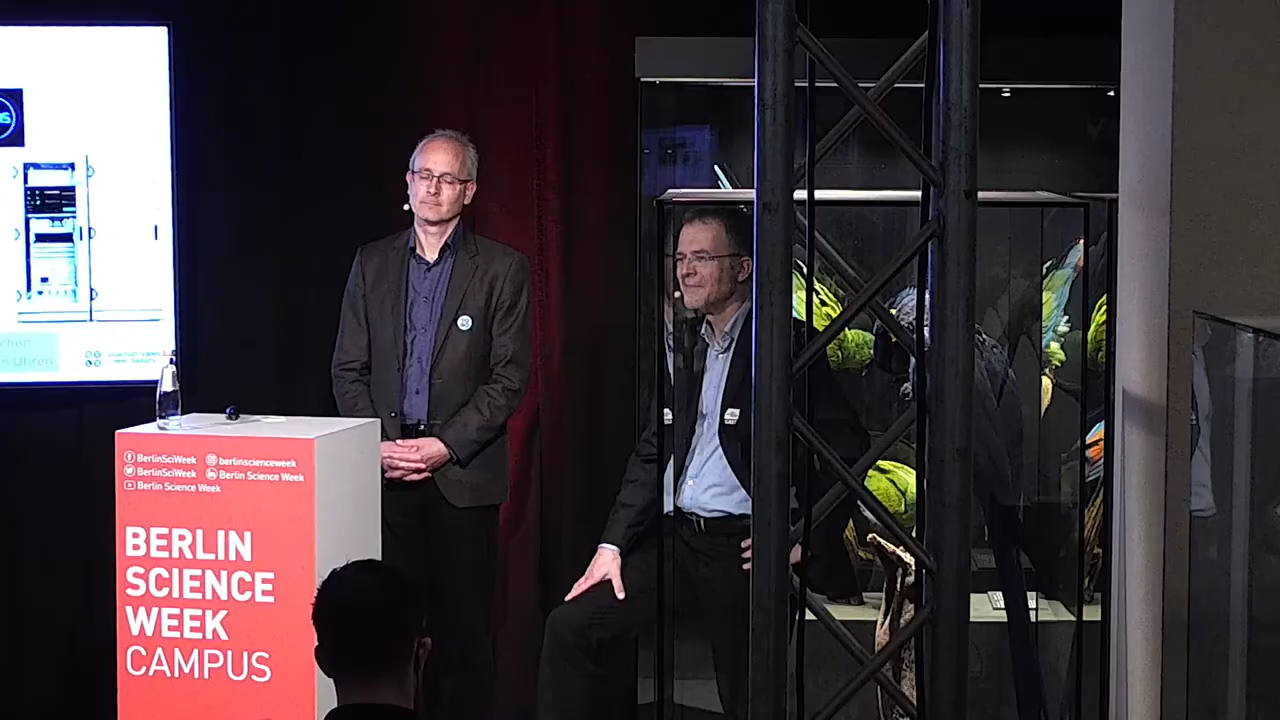 n Uhren
BerlinSciWeek
berlinscienceweek
BerlinSciWeek
Berlin Science Week
Berlin Science Week
BERLIN
SCIENCE
WEEK
CAMPUS